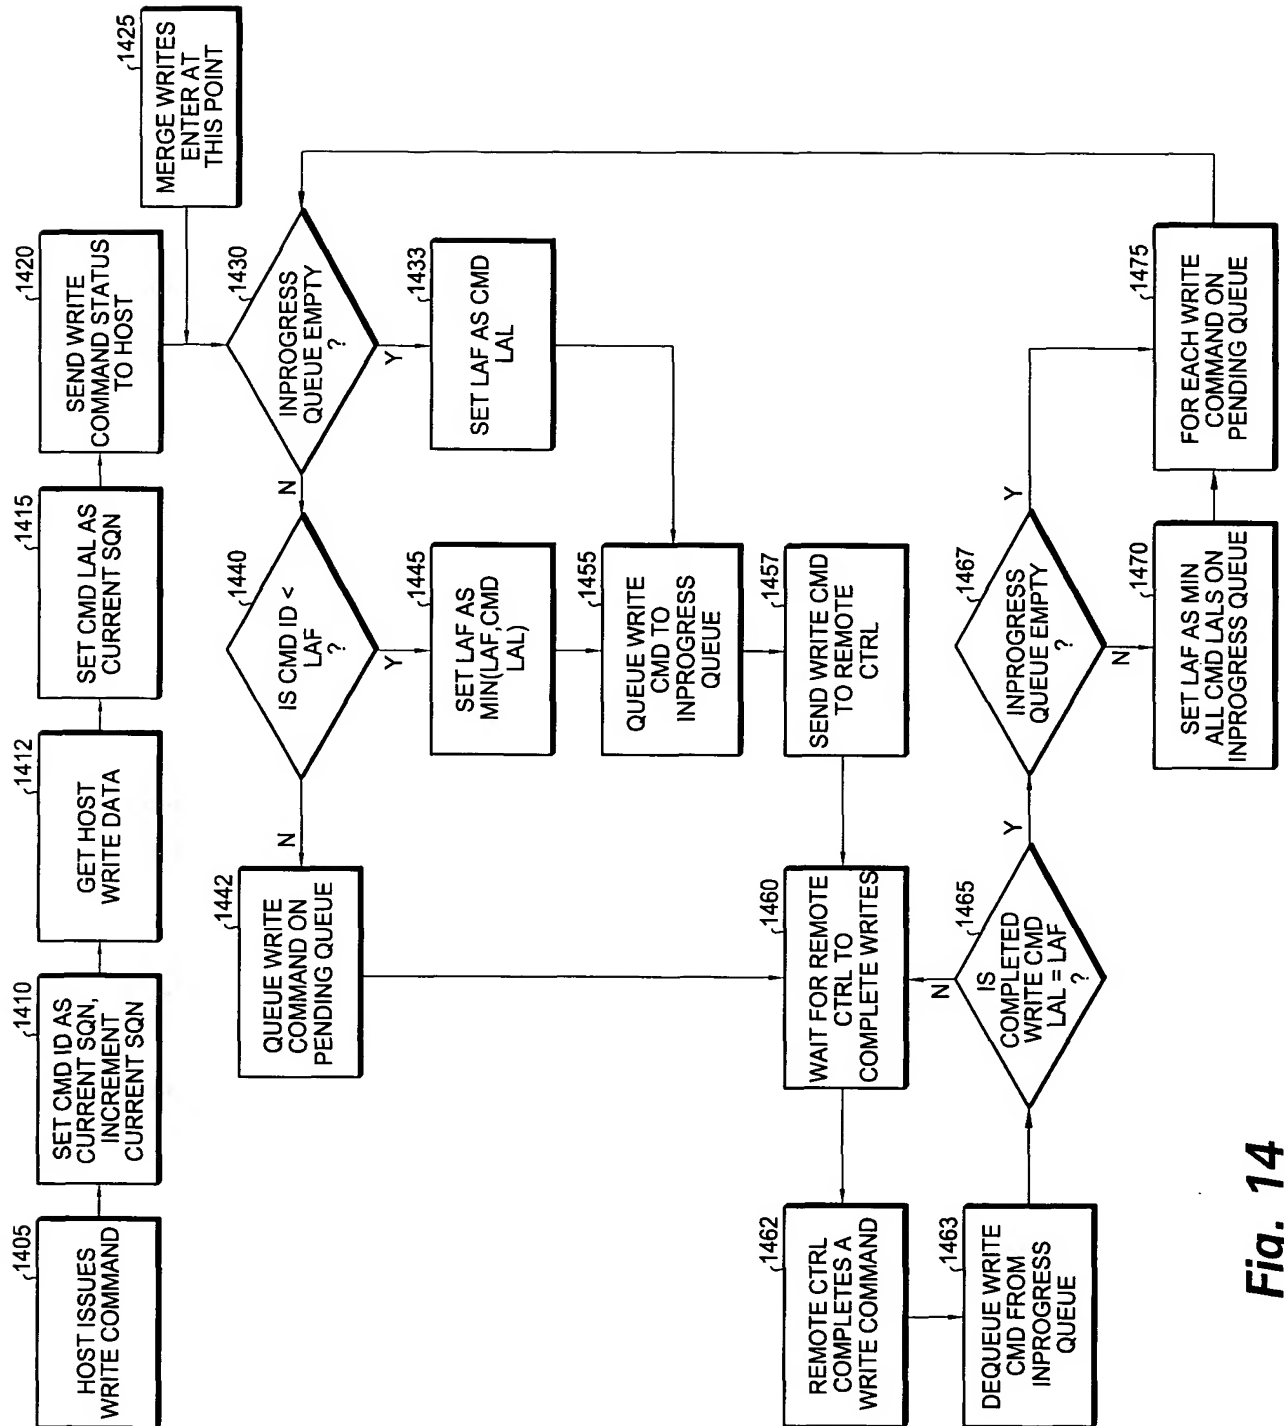 1405
HOST ISSUES
WRITE COMMAND
1410
SET CMD ID AS
CURRENT SQN,
INCREMENT
CURRENT SQN
1412
GET HOST
WRITE DATA
1415
SET CMD LAL AS
CURRENT SQN
1420
SEND WRITE
COMMAND STATUS
TO HOST
1425
MERGE WRITES
ENTER AT
THIS POINT
1430
INPROGRESS
QUEUE EMPTY
?
Y
N
1433
SET LAF AS CMD
LAL
1440
IS CMD ID <
LAF
?
Y
N
1442
QUEUE WRITE
COMMAND ON
PENDING QUEUE
1445
SET LAF AS
MIN(LAF,CMD
LAL)
1455
QUEUE WRITE
CMD TO
INPROGRESS
QUEUE
1457
SEND WRITE CMD
TO REMOTE
CTRL
1460
WAIT FOR REMOTE
CTRL TO
COMPLETE WRITES
1462
REMOTE CTRL
COMPLETES A
WRITE COMMAND
1463
DEQUEUE WRITE
CMD FROM
INPROGRESS
QUEUE
1465
IS
COMPLETED
WRITE CMD
LAL = LAF
?
N
Y
1467
INPROGRESS
QUEUE EMPTY
?
Y
N
1470
SET LAF AS MIN
ALL CMD LALS ON
INPROGRESS QUEUE
1475
FOR EACH WRITE
COMMAND ON
PENDING QUEUE
Fig. 14